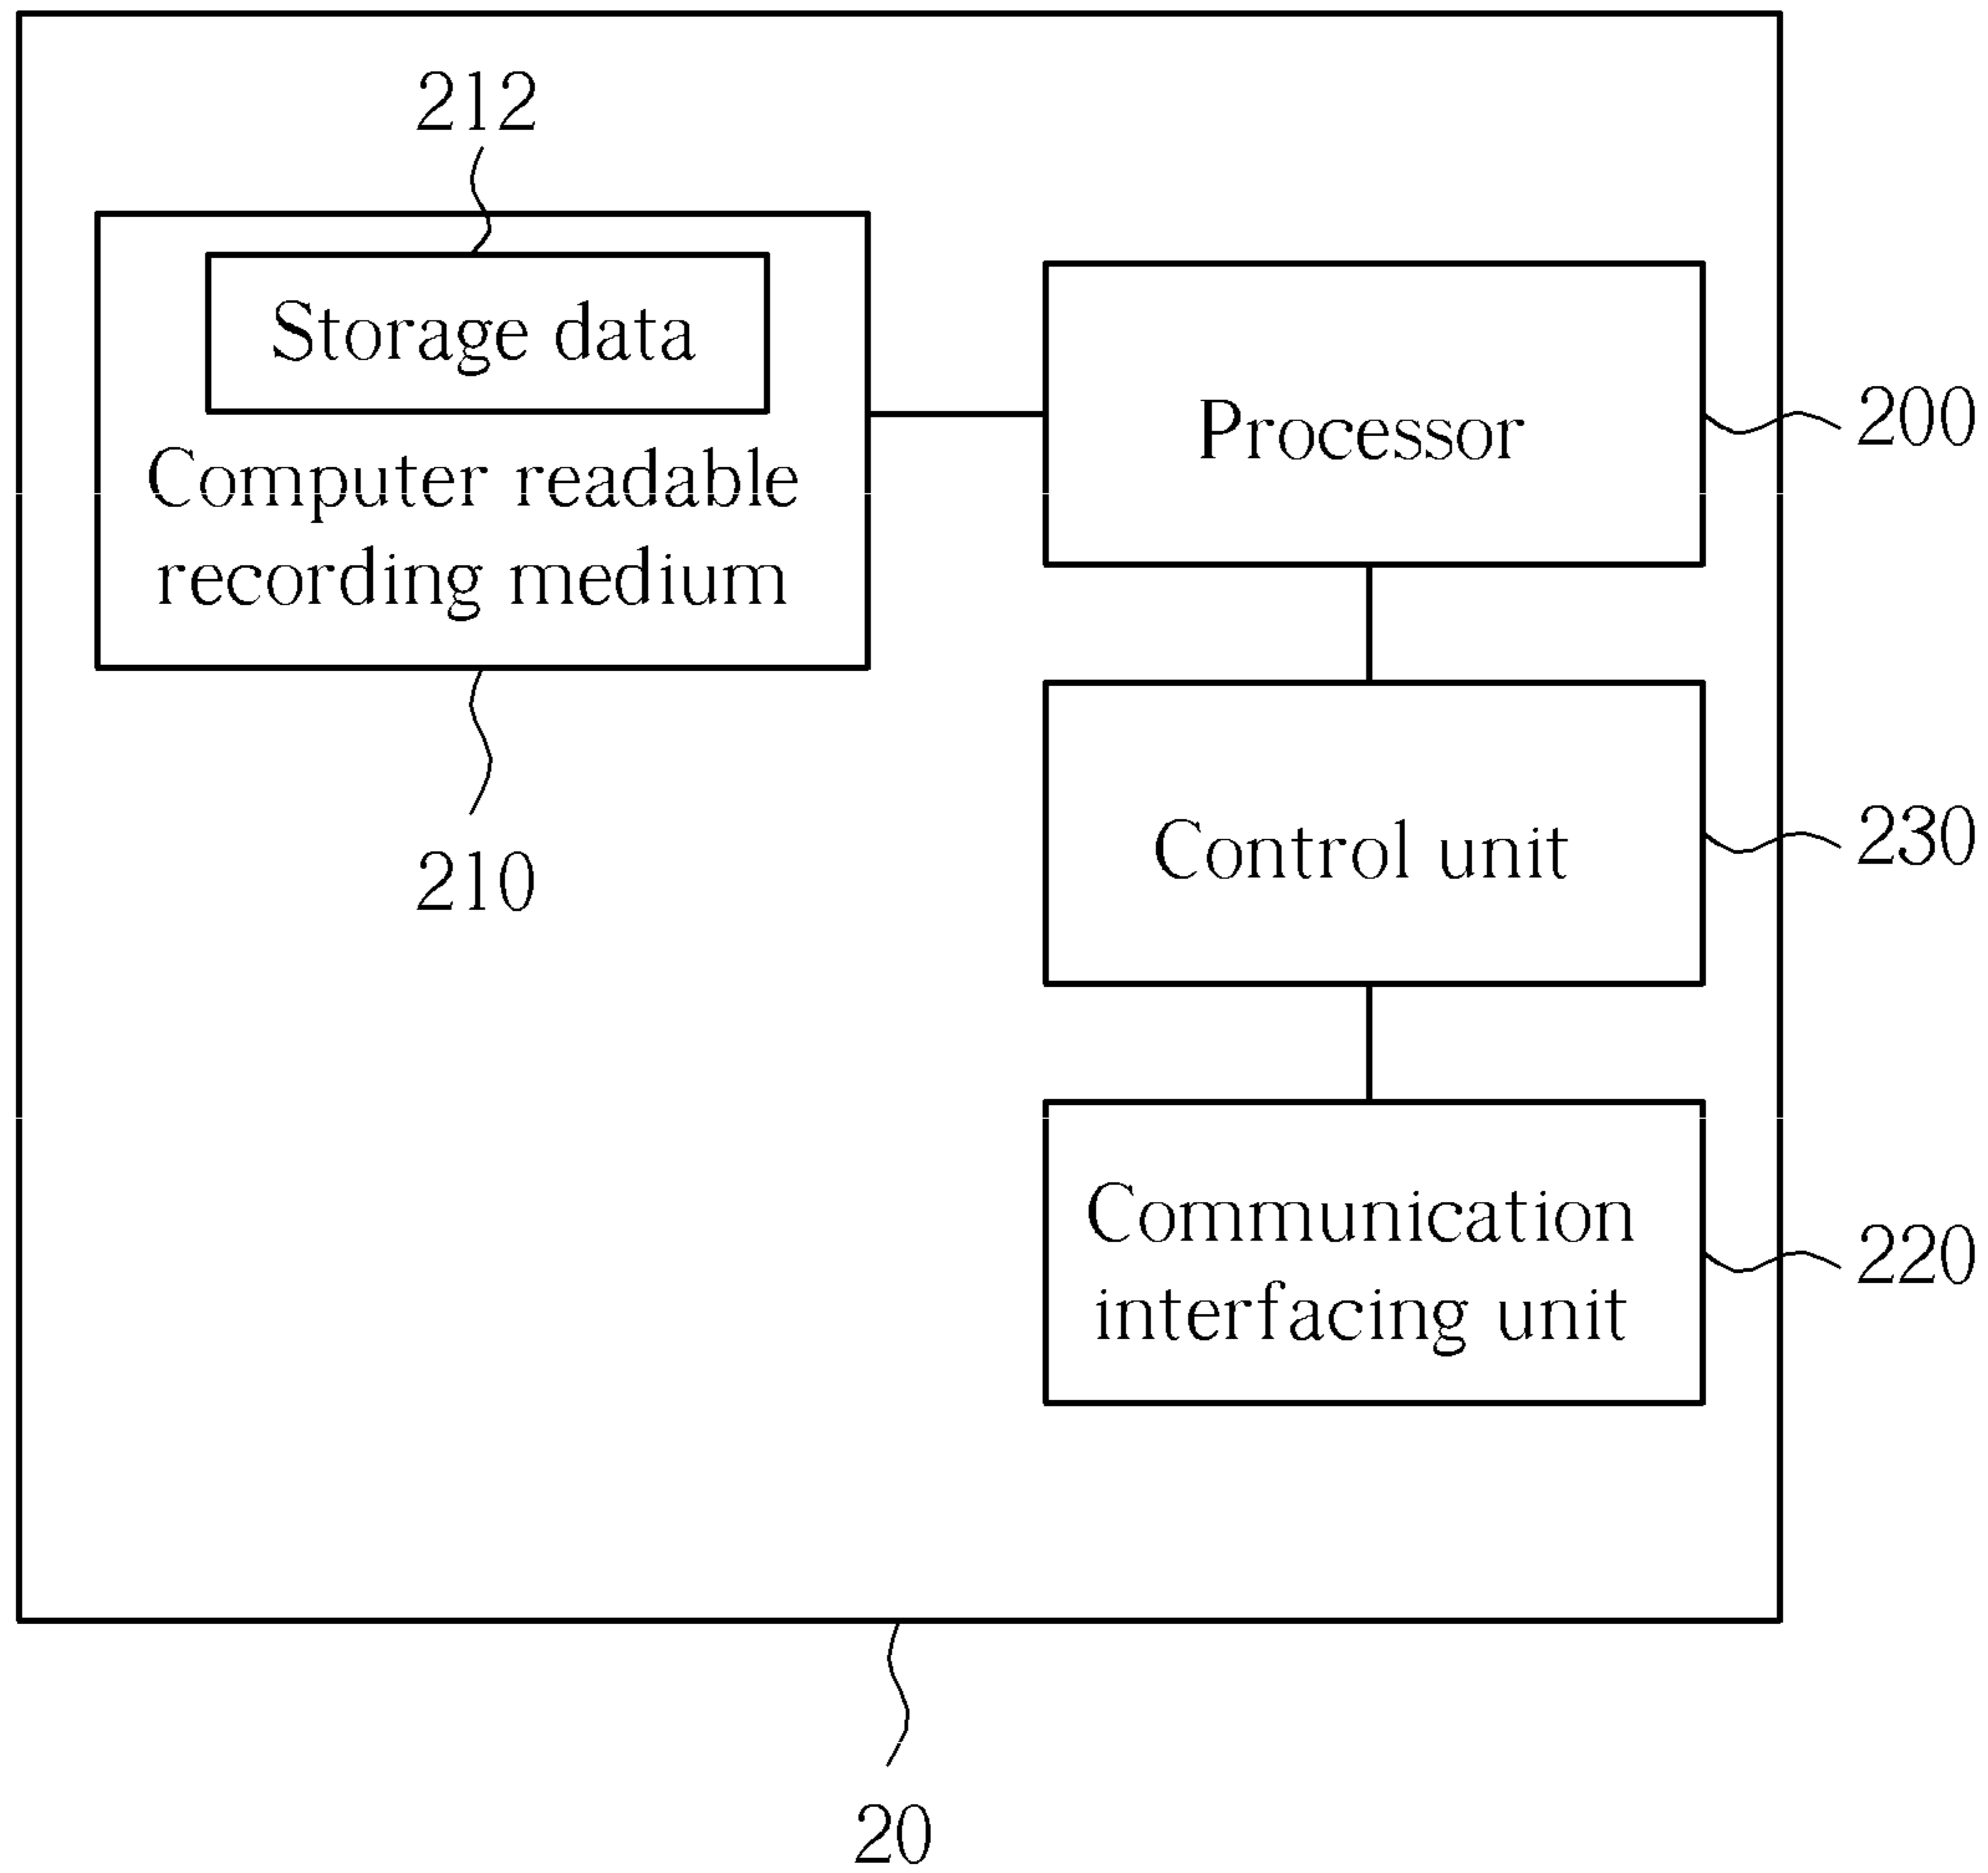 212
Storage data
Computer readable
recording medium
210
Processor
200
Control unit
230
Communication
interfacing unit
220
20